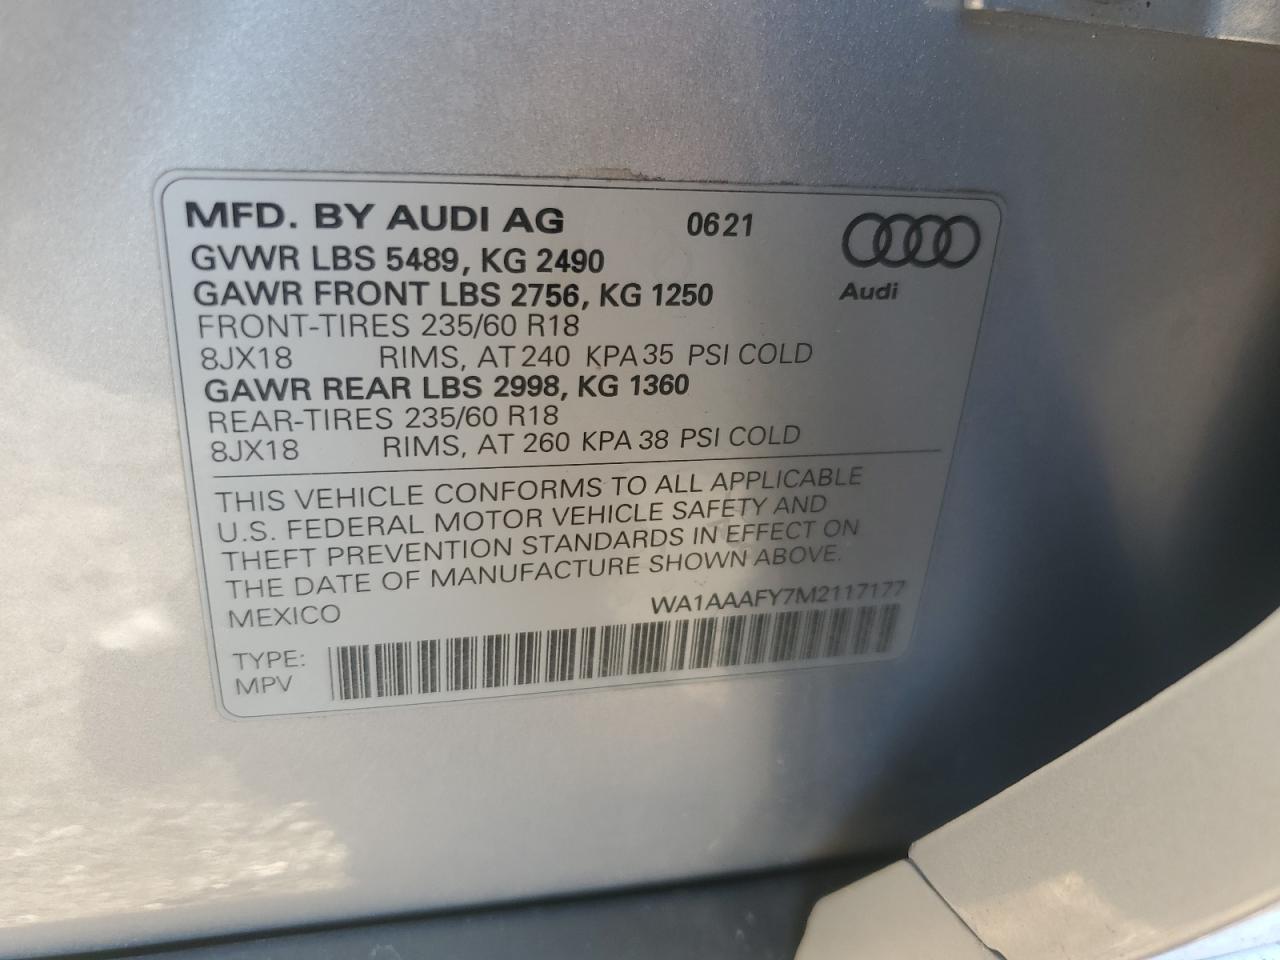 MFD. BY AUDI AG 0621
GVWR LBS 5489, KG 2490
GAWR FRONT LBS 2756, KG 1250 Audi
FRONT-TIRES 235/60 R18
8JX18 RIMS, AT 240 KPA 35 PSI COLD
GAWR REAR LBS 2998, KG 1360
REAR-TIRES 235/60 R18
8JX18 RIMS, AT 260 KPA 38 PSI COLD
THIS VEHICLE CONFORMS TO ALL APPLICABLE
U.S. FEDERAL MOTOR VEHICLE SAFETY AND
THEFT PREVENTION STANDARDS IN EFFECT ON
THE DATE OF MANUFACTURE SHOWN ABOVE.
MEXICO WA1AAAFY7M2117177
TYPE:
MPV